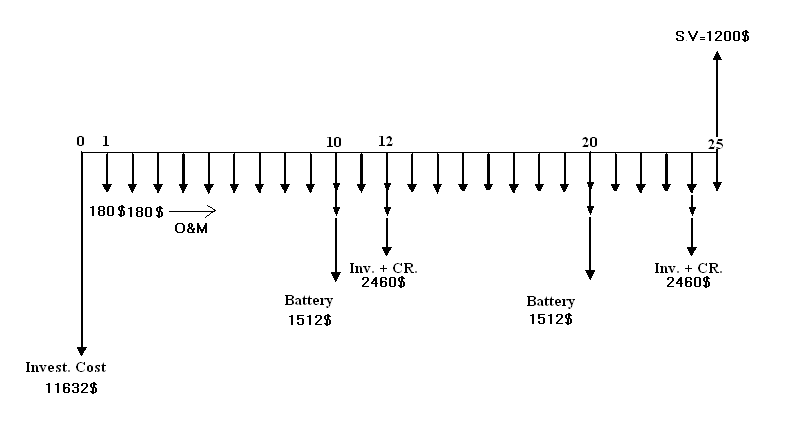 S.V=1200$
0 1 10 12 20 25
180$ 180$
O&M
Inv. + CR.
2460$
Inv. + CR.
2460$
Battery
1512$
Battery
1512$
Invest. Cost
11632$